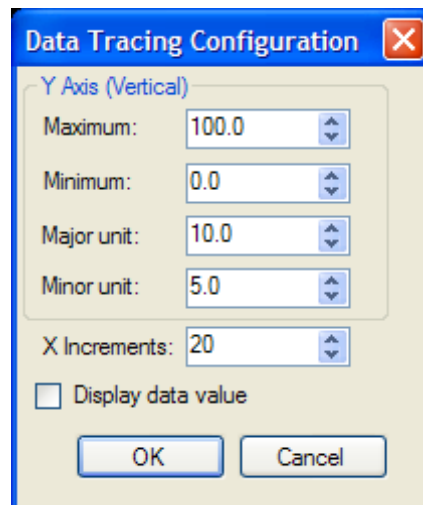 Data Tracing Configuration
Y Axis (Vertical)
Maximum: 100.0
Minimum: 0.0
Major unit: 10.0
Minor unit: 5.0
X Increments: 20
Display data value
OK Cancel